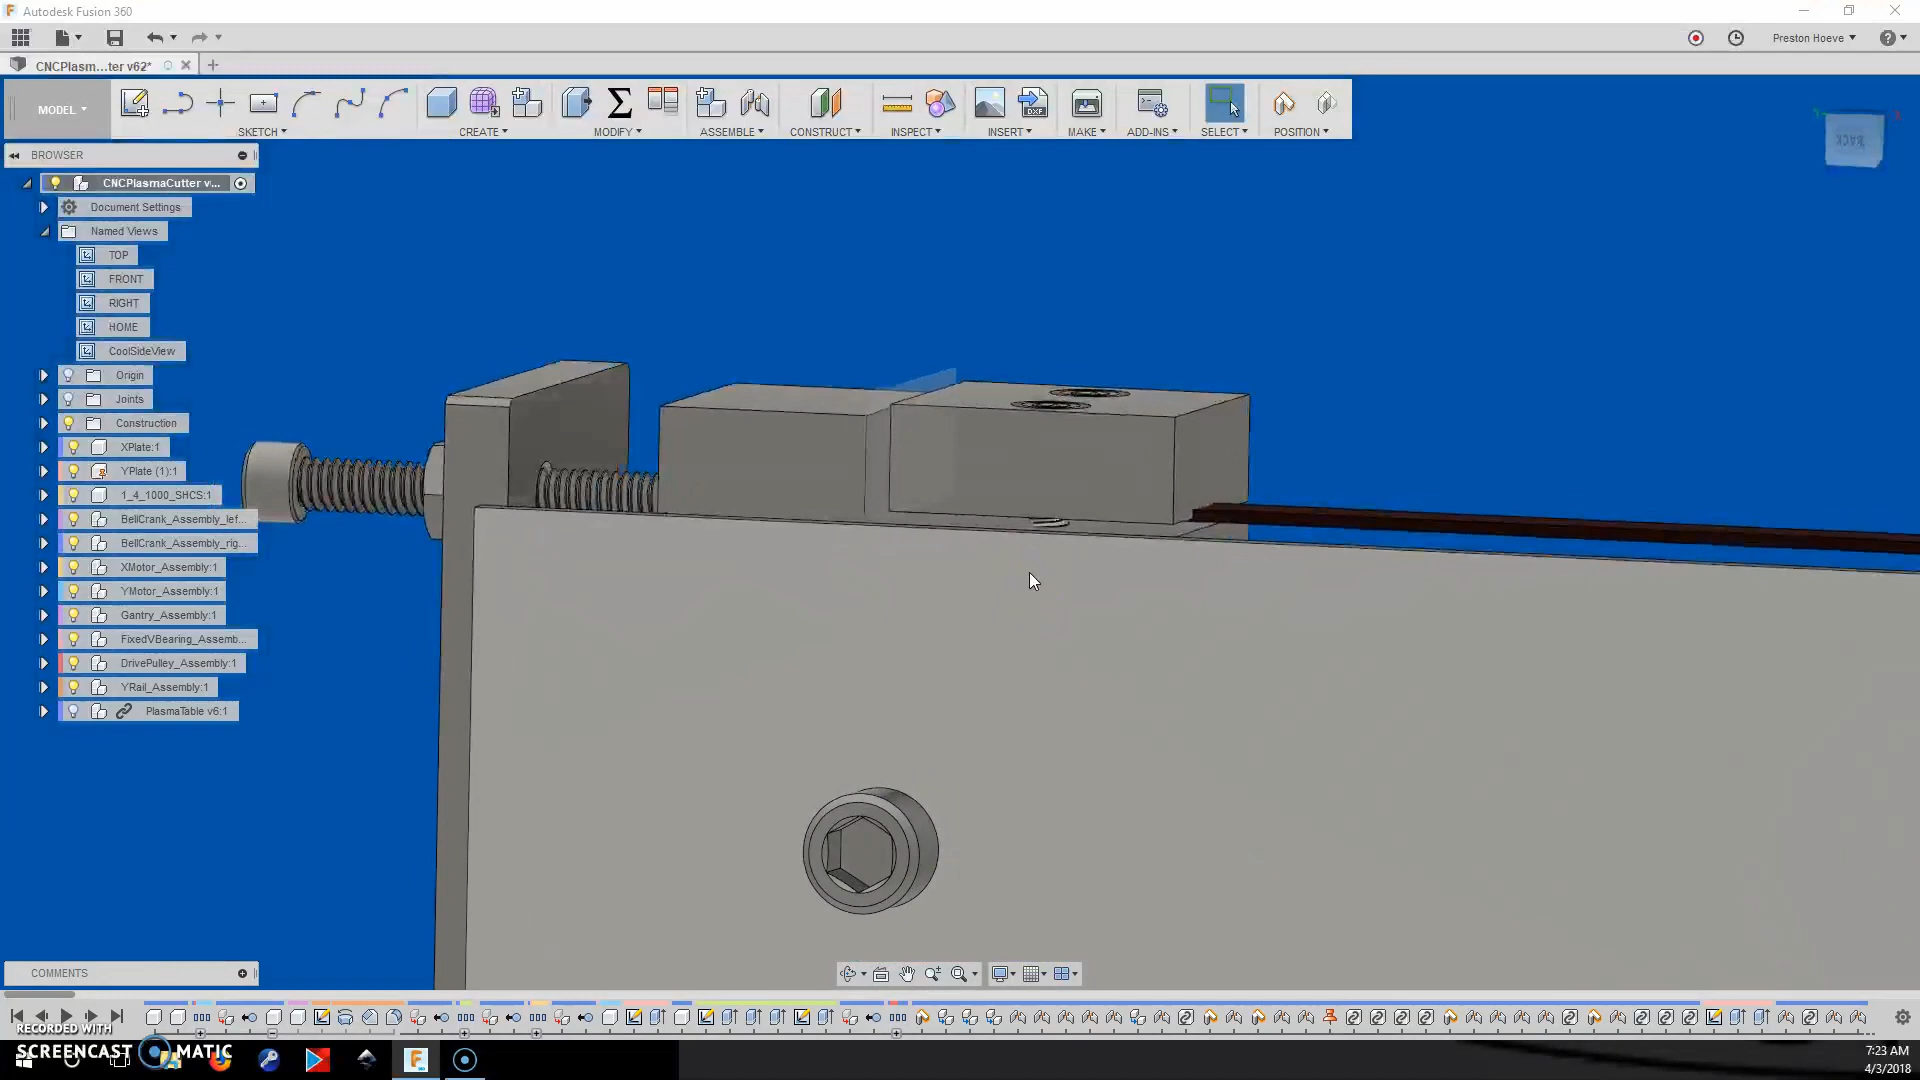 Autodesk Fusion 360
Preston Hoeve
CNCPlasm...ter v62*
MODEL
SKETCH
CREATE
MODIFY
ASSEMBLE
CONSTRUCT
INSPECT
INSERT
DXF
MAKE
ADD-INS
SELECT
POSITION
BACK
BROWSER
CNCPlasmaCutter v...
Document Settings
Named Views
TOP
FRONT
RIGHT
HOME
CoolSideView
Origin
Joints
Construction
XPlate:1
YPlate (1):1
1_4_1000_SHCS:1
BellCrank_Assembly_lef...
BellCrank_Assembly_rig...
XMotor_Assembly:1
YMotor_Assembly:1
Gantry_Assembly:1
FixedVBearing_Assemb...
DrivePulley_Assembly:1
YRail_Assembly:1
PlasmaTable v6:1
COMMENTS
RECORDED WITH
SCREENCAST MATIC
7:23 AM
4/3/2018